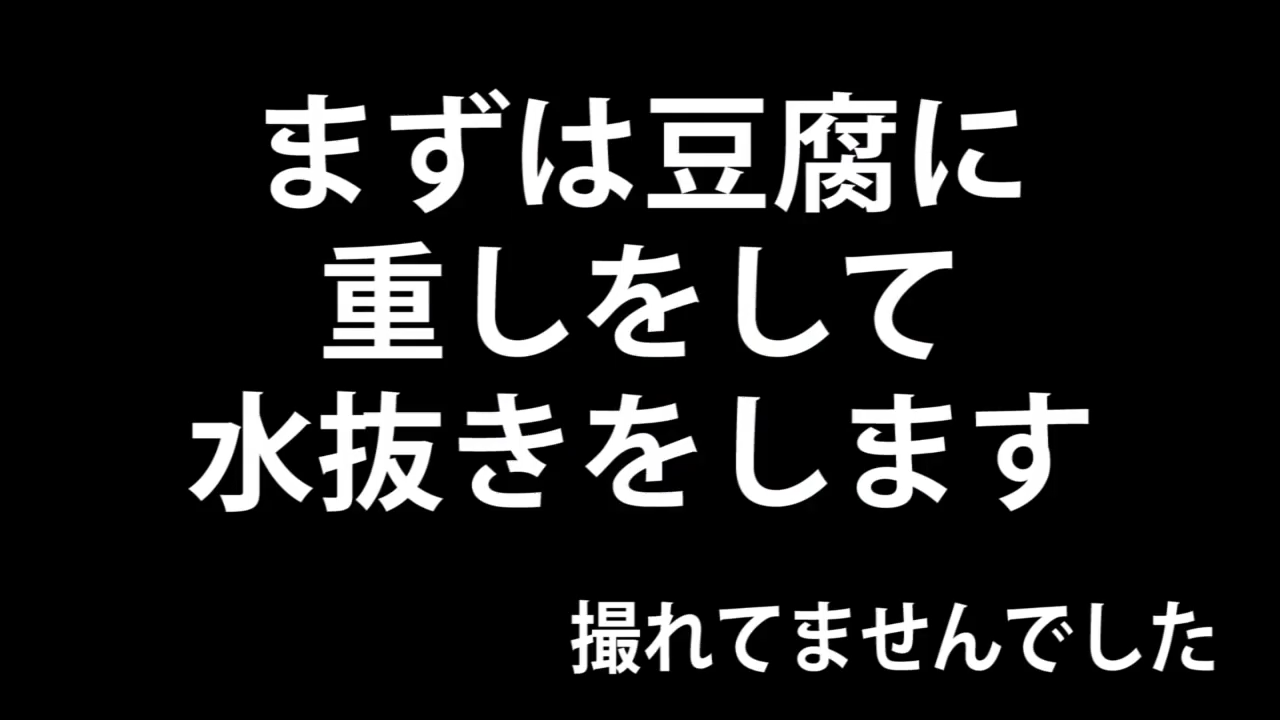 まずは豆腐に
重しをして
水抜きをします
撮れてませんでした